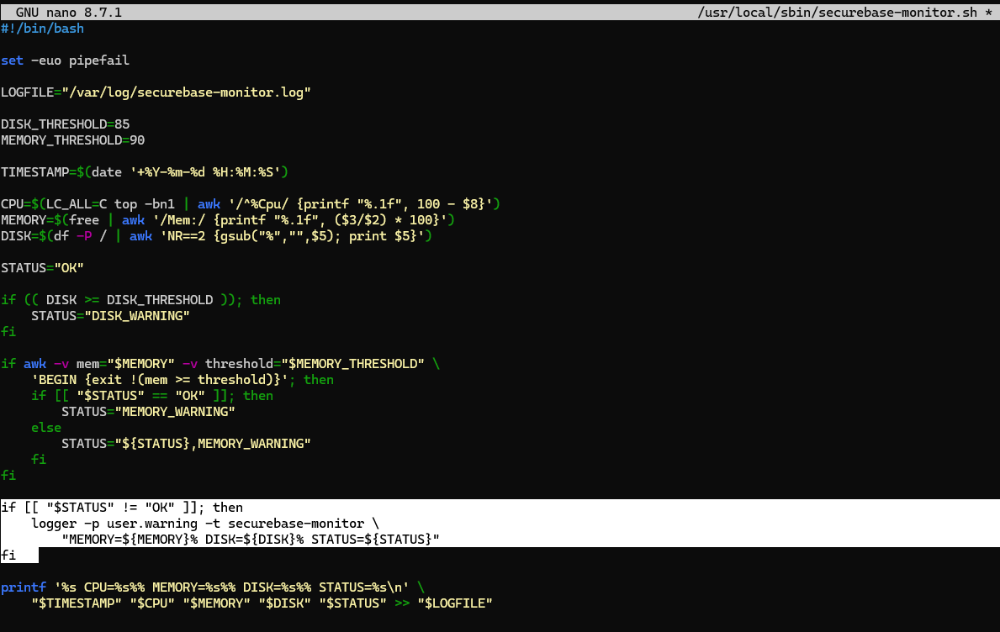 GNU nano 8.7.1 /usr/local/sbin/securebase-monitor.sh *
#!/bin/bash
set -euo pipefail
LOGFILE="/var/log/securebase-monitor.log"
DISK_THRESHOLD=85
MEMORY_THRESHOLD=90
TIMESTAMP=$(date '+%Y-%m-%d %H:%M:%S')
CPU=$(LC_ALL=C top -bn1 | awk '/^%Cpu/ {printf "%.1f", 100 - $8}')
MEMORY=$(free | awk '/Mem:/ {printf "%.1f", ($3/$2) * 100}')
DISK=$(df -P / | awk 'NR==2 {gsub("%","",$5); print $5}')
STATUS="OK"
if (( DISK >= DISK_THRESHOLD )); then
    STATUS="DISK_WARNING"
fi
if awk -v mem="$MEMORY" -v threshold="$MEMORY_THRESHOLD" \
    'BEGIN {exit !(mem >= threshold)}'; then
    if [[ "$STATUS" == "OK" ]]; then
        STATUS="MEMORY_WARNING"
    else
        STATUS="${STATUS},MEMORY_WARNING"
    fi
fi
if [[ "$STATUS" != "OK" ]]; then
    logger -p user.warning -t securebase-monitor \
        "MEMORY=${MEMORY}% DISK=${DISK}% STATUS=${STATUS}"
fi
printf '%s CPU=%s%% MEMORY=%s%% DISK=%s%% STATUS=%s\n' \
    "$TIMESTAMP" "$CPU" "$MEMORY" "$DISK" "$STATUS" >> "$LOGFILE"